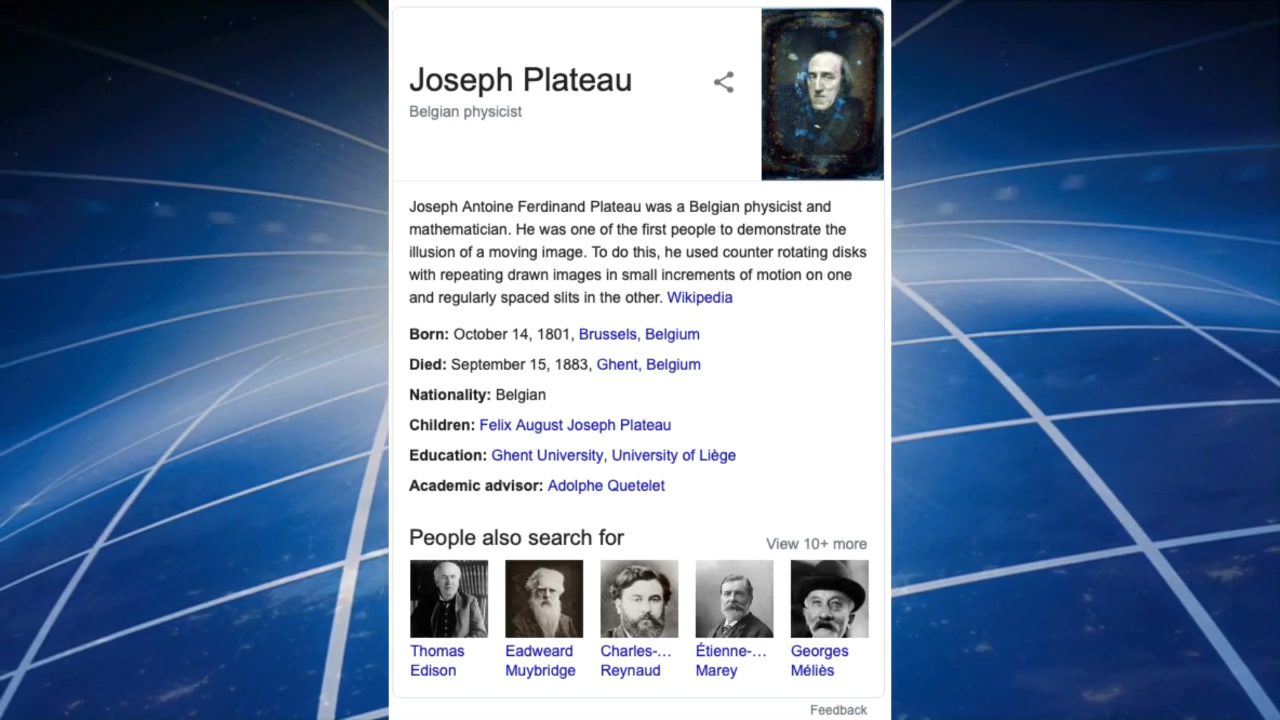 Joseph Plateau
Belgian physicist
Joseph Antoine Ferdinand Plateau was a Belgian physicist and
mathematician. He was one of the first people to demonstrate the
illusion of a moving image. To do this, he used counter rotating disks
with repeating drawn images in small increments of motion on one
and regularly spaced slits in the other. Wikipedia
Born: October 14, 1801, Brussels, Belgium
Died: September 15, 1883, Ghent, Belgium
Nationality: Belgian
Children: Felix August Joseph Plateau
Education: Ghent University, University of Liège
Academic advisor: Adolphe Quetelet
People also search for
View 10+ more
Thomas
Edison
Eadweard
Muybridge
Charles-...
Reynaud
Étienne-...
Marey
Georges
Méliès
Feedback